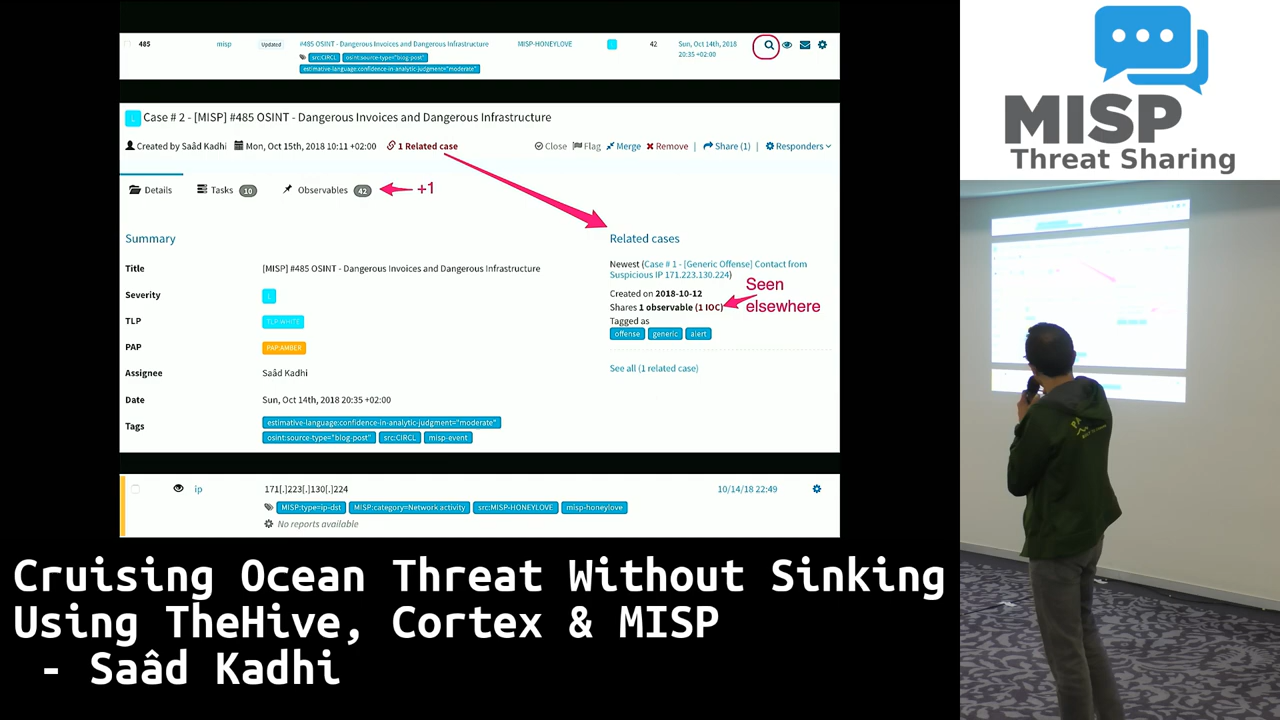 485 misp Updated #485 OSINT - Dangerous Invoices and Dangerous Infrastructure MISP-HONEYLOVE L 42 Sun, Oct 14th, 2018
20:35 +02:00
src:CIRCL osint:source-type="blog-post"
estimative-language:confidence-in-analytic-judgment="moderate"
L Case # 2 - [MISP] #485 OSINT - Dangerous Invoices and Dangerous Infrastructure
Created by Saâd Kadhi Mon, Oct 15th, 2018 10:11 +02:00 1 Related case Close Flag Merge Remove Share (1) Responders
Details Tasks 10 Observables 42 +1
Summary
Title [MISP] #485 OSINT - Dangerous Invoices and Dangerous Infrastructure
Severity L
TLP TLP:WHITE
PAP PAP:AMBER
Assignee Saâd Kadhi
Date Sun, Oct 14th, 2018 20:35 +02:00
Tags estimative-language:confidence-in-analytic-judgment="moderate"
osint:source-type="blog-post" src:CIRCL misp-event
Related cases
Newest (Case # 1 - [Generic Offense] Contact from
Suspicious IP 171.223.130.224)
Created on 2018-10-12
Shares 1 observable (1 IOC)
Seen
elsewhere
Tagged as
offense generic alert
See all (1 related case)
ip 171[.]223[.]130[.]224 10/14/18 22:49
MISP:type=ip-dst MISP:category=Network activity src:MISP-HONEYLOVE misp-honeylove
No reports available
Cruising Ocean Threat Without Sinking
Using TheHive, Cortex & MISP
- Saâd Kadhi
MISP
Threat Sharing